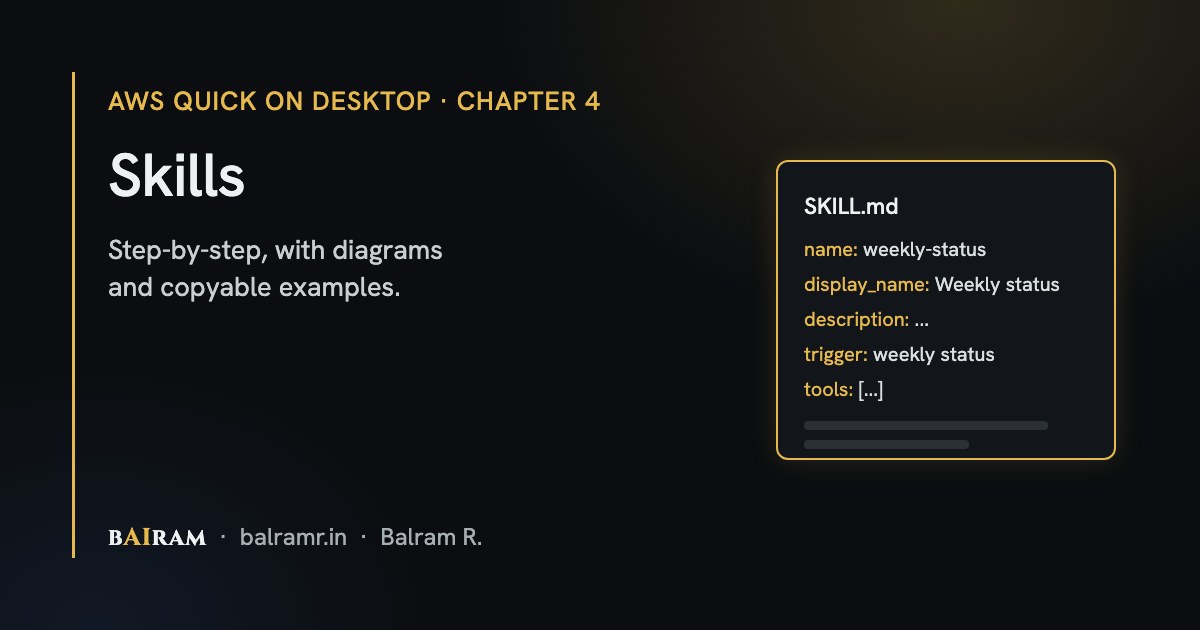 AWS QUICK ON DESKTOP · CHAPTER 4
Skills
Step-by-step, with diagrams
and copyable examples.
SKILL.md
name: weekly-status
display_name: Weekly status
description: ...
trigger: weekly status
tools: [...]
BAIRAM · balramr.in · Balram R.